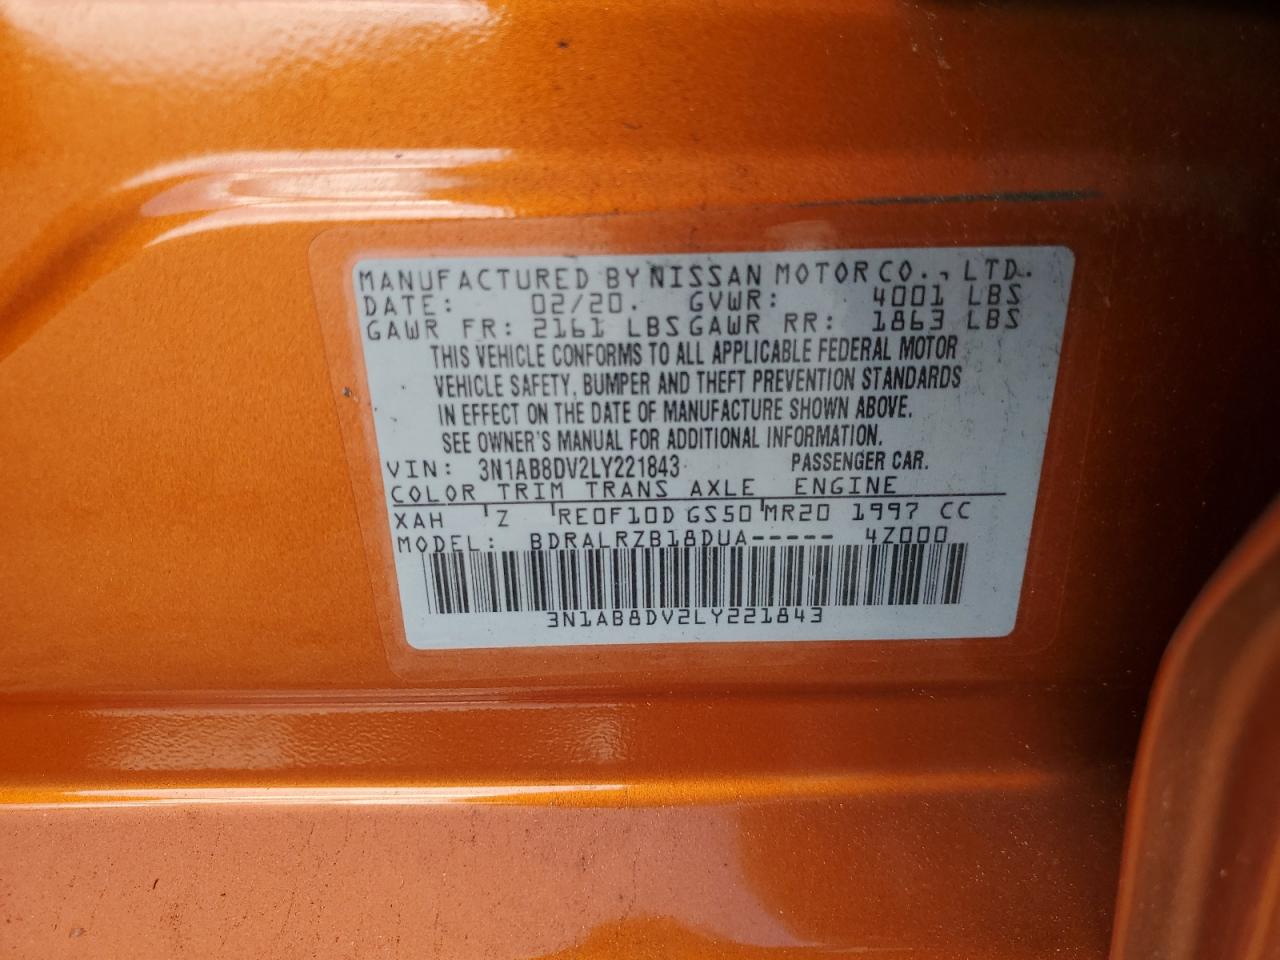 MANUFACTURED BY NISSAN MOTOR CO., LTD.
DATE: 02/20. GVWR: 4001 LBS
GAWR FR: 2161 LBS GAWR RR: 1863 LBS
THIS VEHICLE CONFORMS TO ALL APPLICABLE FEDERAL MOTOR
VEHICLE SAFETY, BUMPER AND THEFT PREVENTION STANDARDS
IN EFFECT ON THE DATE OF MANUFACTURE SHOWN ABOVE.
SEE OWNER'S MANUAL FOR ADDITIONAL INFORMATION.
VIN: 3N1AB8DV2LY221843 PASSENGER CAR.
COLOR TRIM TRANS AXLE ENGINE
XAH Z RE0F10D GS50 MR20 1997 CC
MODEL: BDRALRZB18DUA----- 4Z000
3N1AB8DV2LY221843